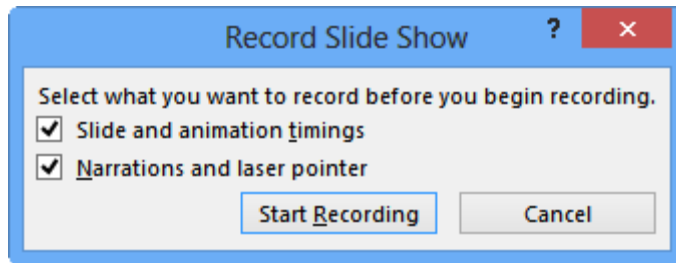 Record Slide Show ? ×
Select what you want to record before you begin recording.
Slide and animation timings
Narrations and laser pointer
Start Recording Cancel